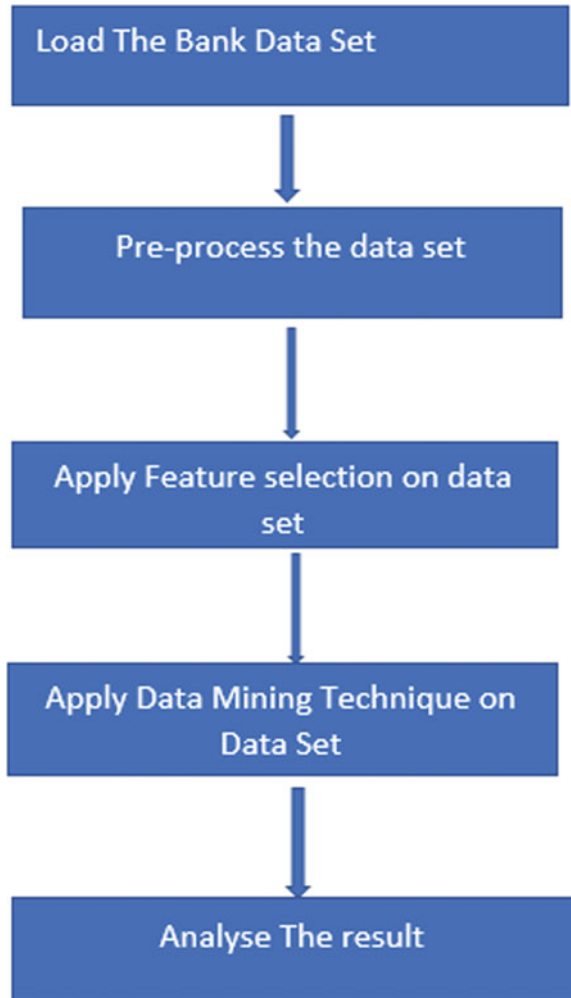 Load The Bank Data Set
Pre-process the data set
Apply Feature selection on data
set
Apply Data Mining Technique on
Data Set
Analyse The result